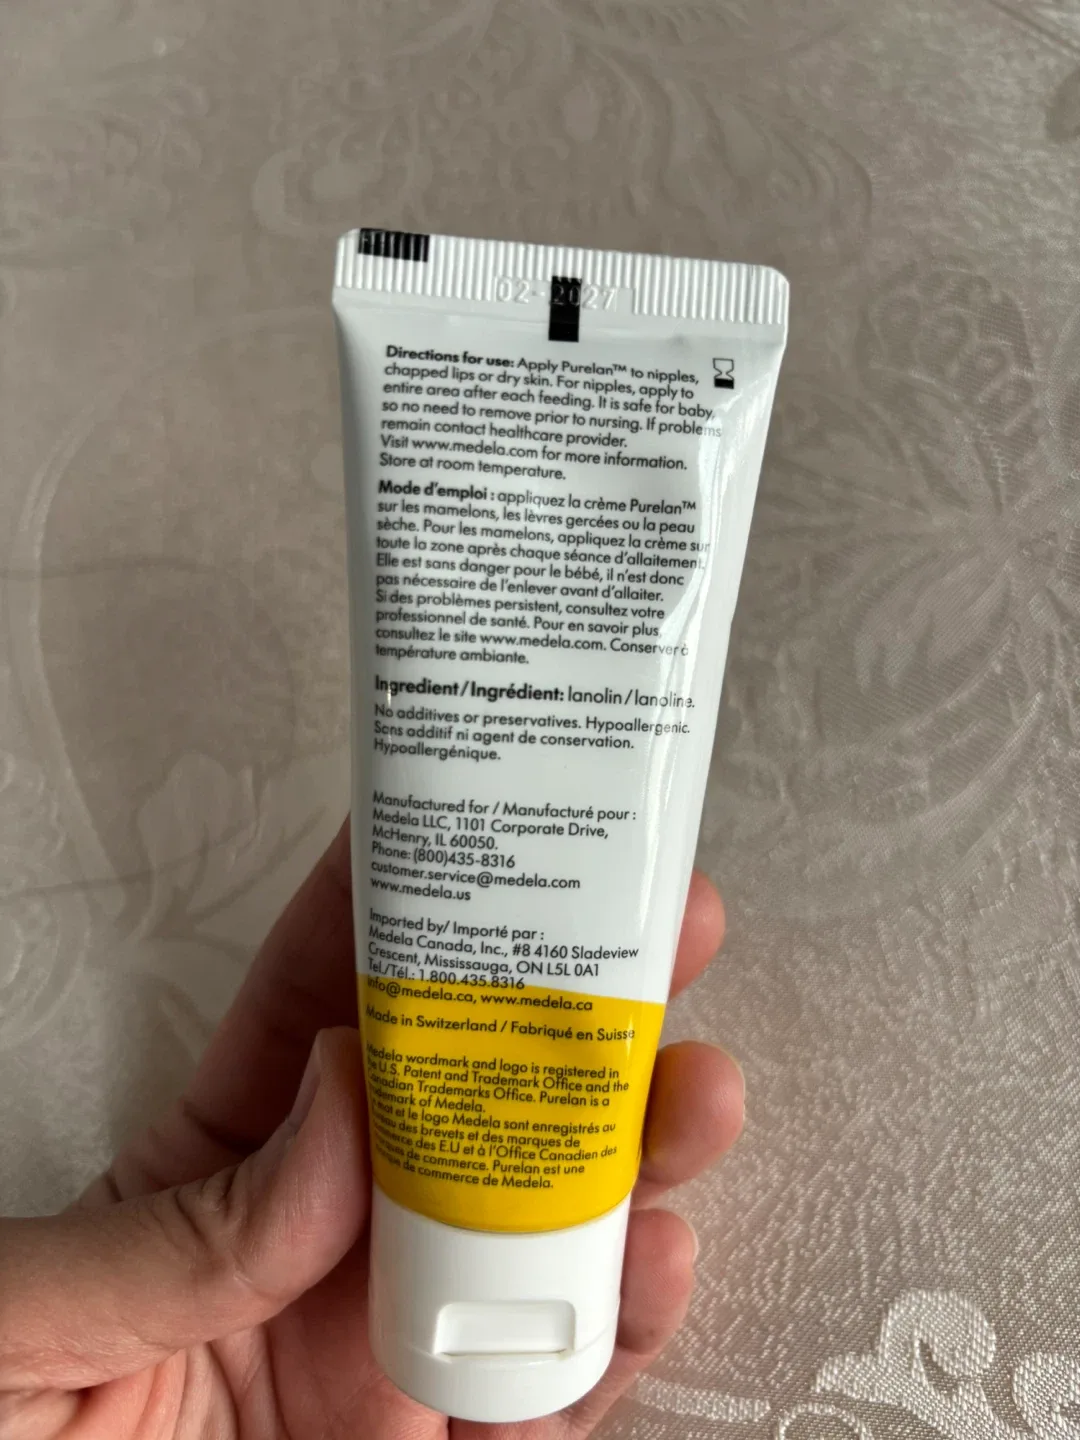 02-2027
Directions for use: Apply Purelan™ to nipples,
chapped lips or dry skin. For nipples, apply to
entire area after each feeding. It is safe for baby,
so no need to remove prior to nursing. If problems
remain contact healthcare provider.
Visit www.medela.com for more information.
Store at room temperature.
Mode d'emploi : appliquez la crème Purelan™
sur les mamelons, les lèvres gercées ou la peau
sèche. Pour les mamelons, appliquez la crème sur
toute la zone après chaque séance d'allaitement.
Elle est sans danger pour le bébé, il n'est donc
pas nécessaire de l'enlever avant d'allaiter.
Si des problèmes persistent, consultez votre
professionnel de santé. Pour en savoir plus,
consultez le site www.medela.com. Conserver à
température ambiante.
Ingredient/Ingrédient: lanolin/lanoline.
No additives or preservatives. Hypoallergenic.
Sans additif ni agent de conservation.
Hypoallergénique.
Manufactured for / Manufacturé pour :
Medela LLC, 1101 Corporate Drive,
McHenry, IL 60050.
Phone: (800)435-8316
customer.service@medela.com
www.medela.us
Imported by/ Importé par :
Medela Canada, Inc., #8 4160 Sladeview
Crescent, Mississauga, ON L5L 0A1
Tel./Tél.: 1.800.435.8316
info@medela.ca, www.medela.ca
Made in Switzerland / Fabriqué en Suisse
Medela wordmark and logo is registered in
the U.S. Patent and Trademark Office and the
Canadian Trademarks Office. Purelan is a
trademark of Medela.
mot et le logo Medela sont enregistrés au
des brevets et des marques de
commerce des E.U et à l'Office Canadien des
marques de commerce. Purelan est une
marque de commerce de Medela.